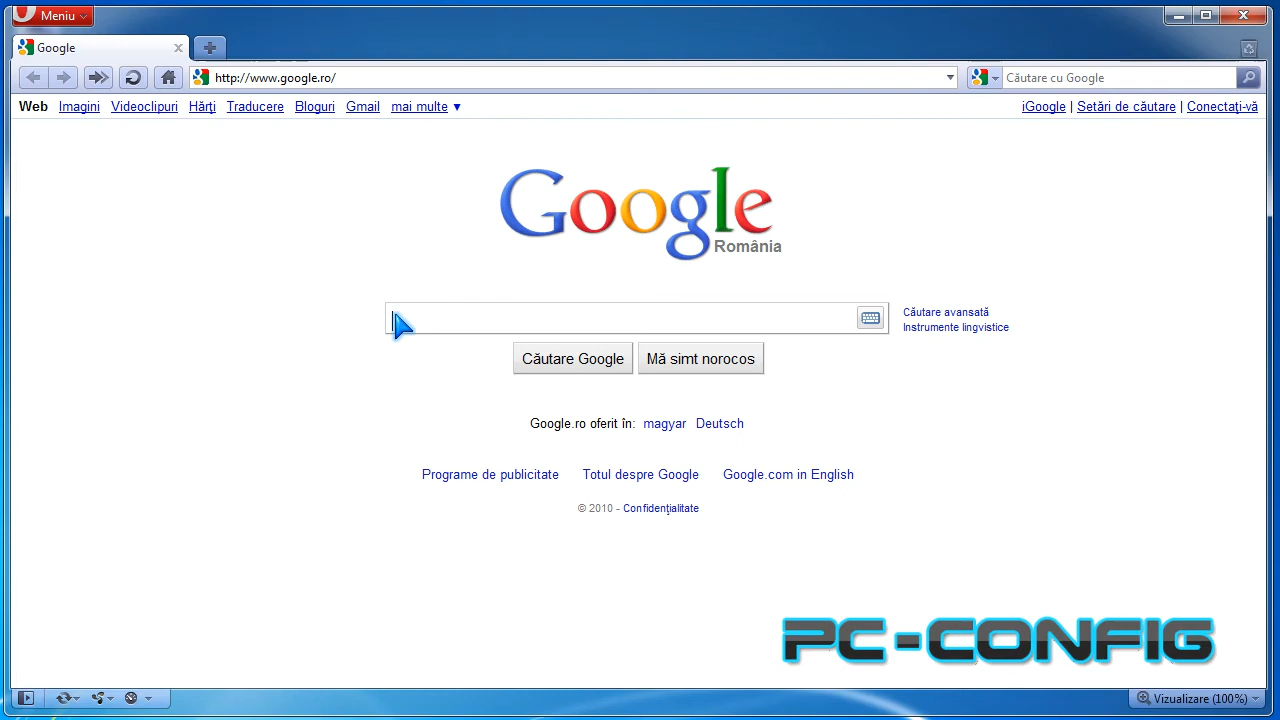 Meniu
Google
http://www.google.ro/
Căutare cu Google
Web Imagini Videoclipuri Hărţi Traducere Bloguri Gmail mai multe ▼
iGoogle | Setări de căutare | Conectaţi-vă
Google
România
Căutare avansată
Instrumente lingvistice
Căutare Google
Mă simt norocos
Google.ro oferit în: magyar Deutsch
Programe de publicitate Totul despre Google Google.com in English
© 2010 - Confidenţialitate
PC-CONFIG
Vizualizare (100%)